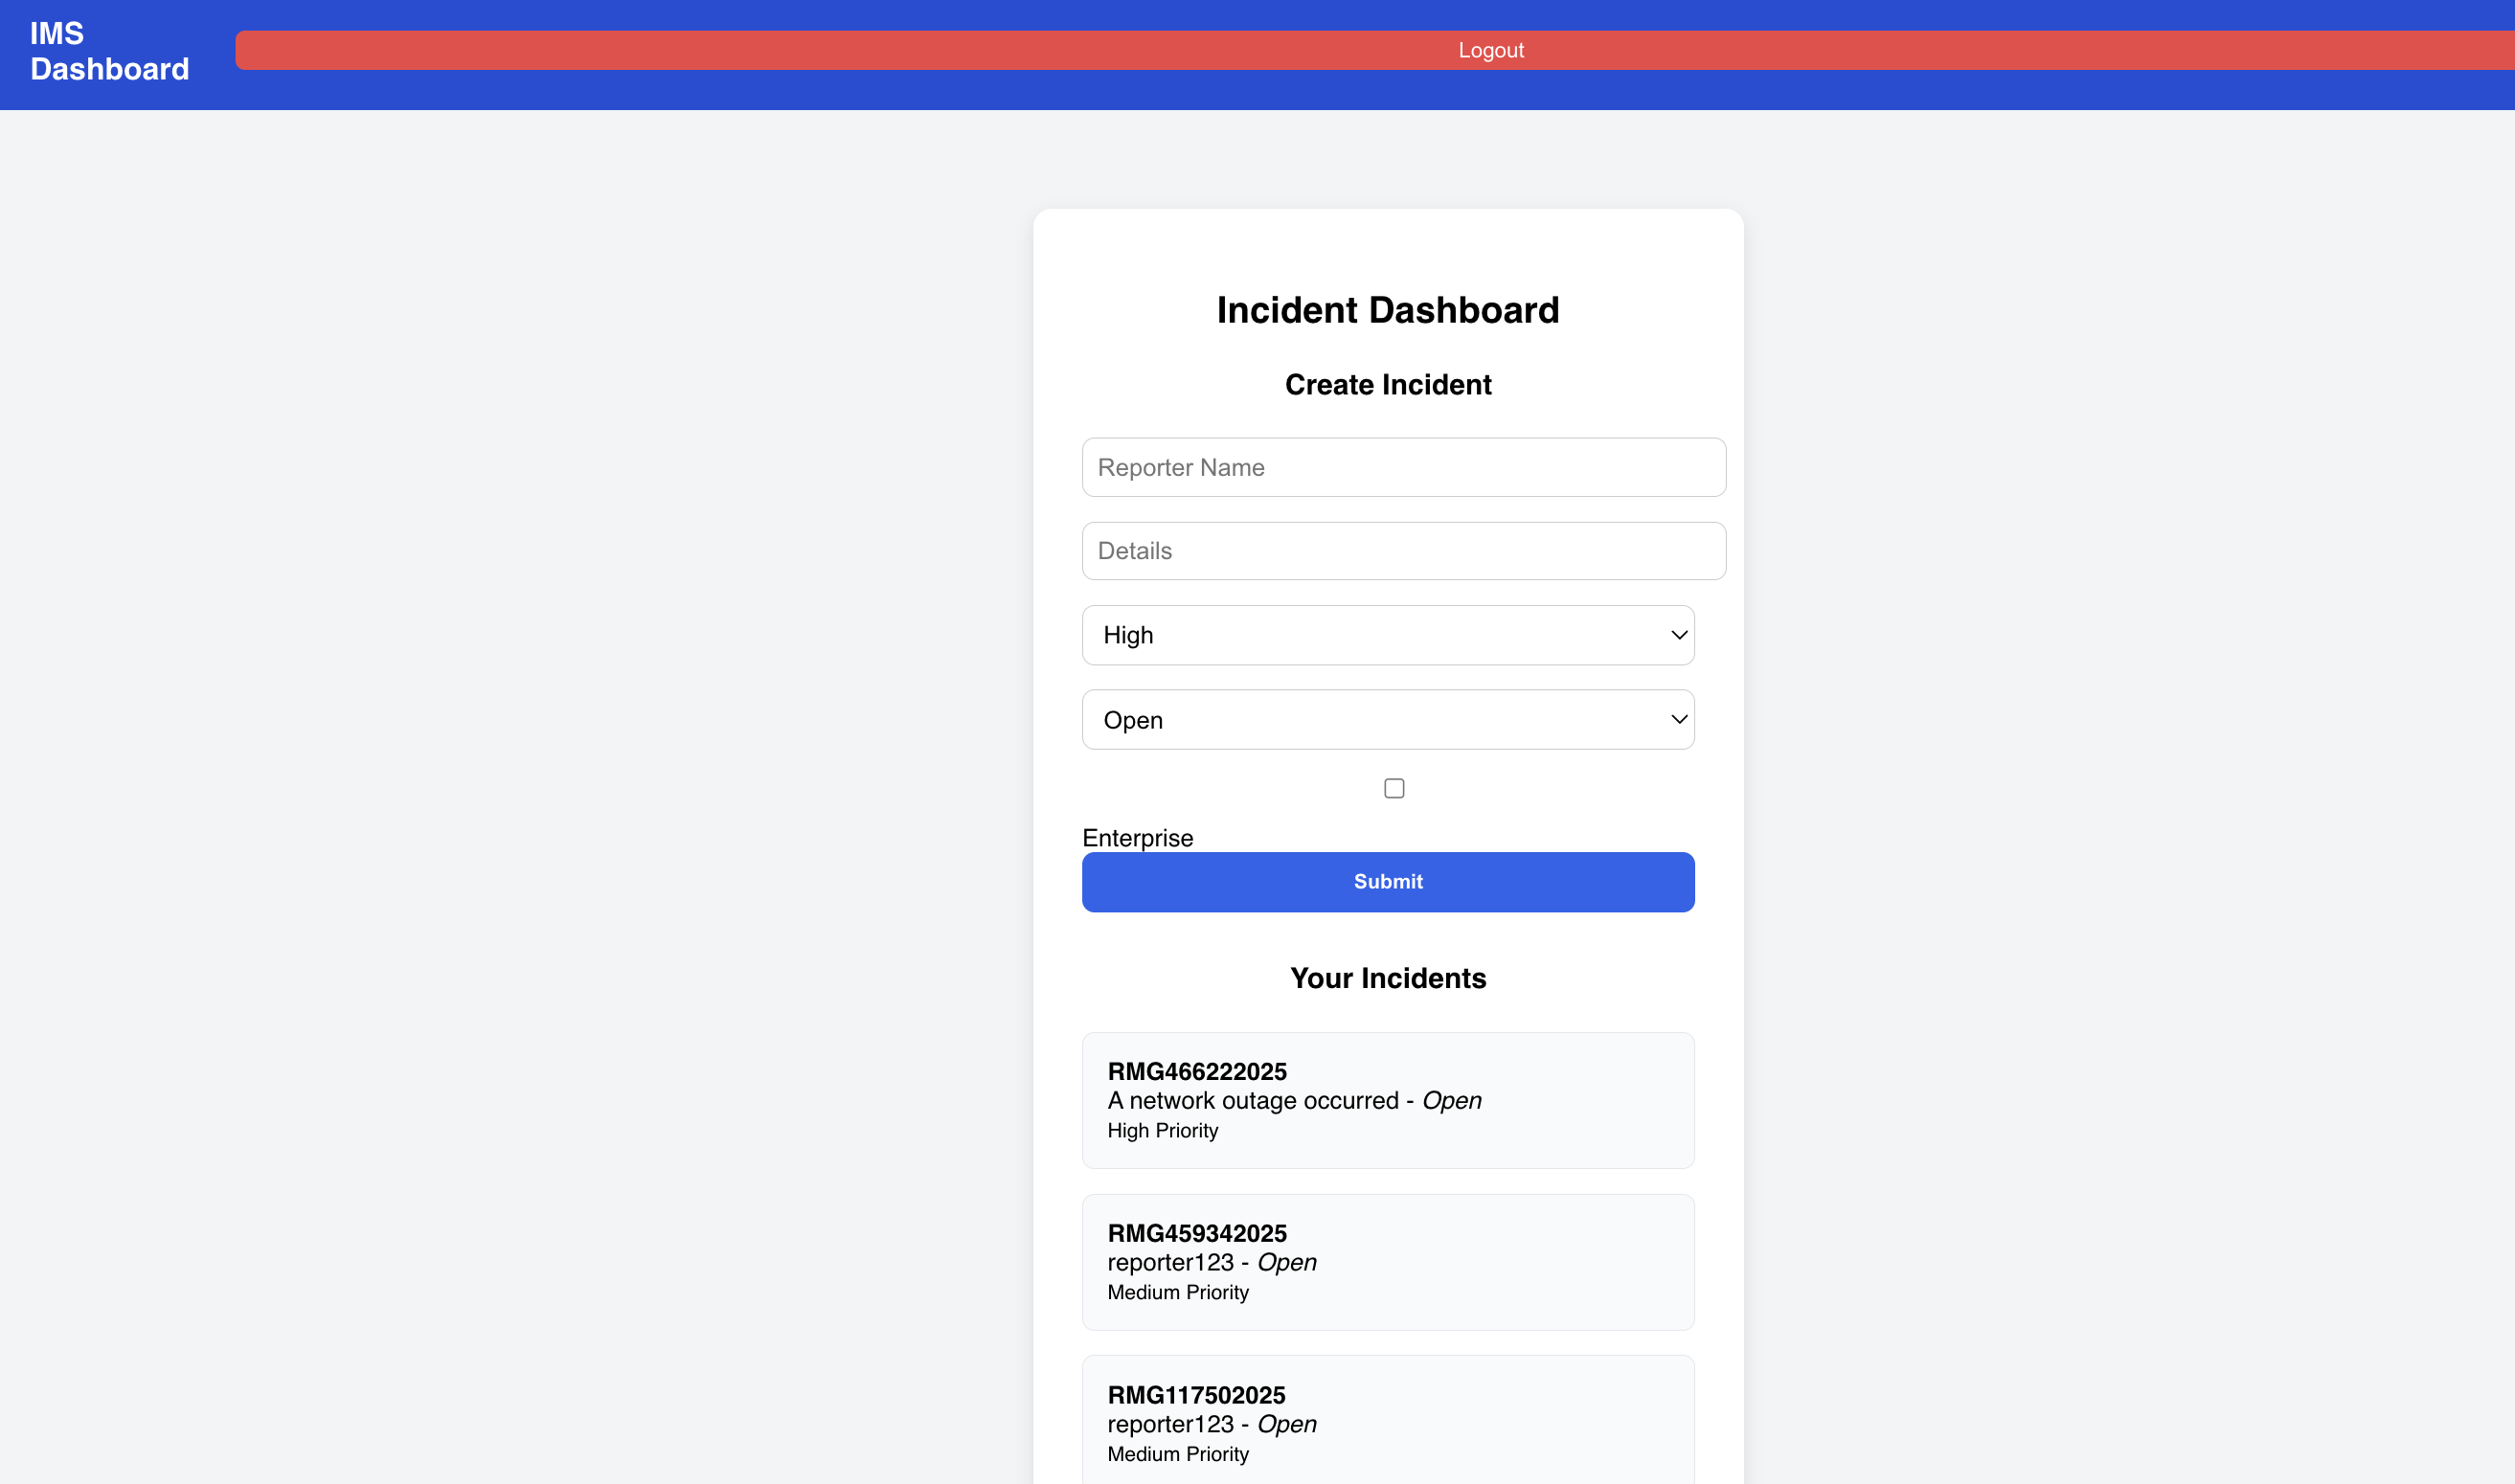 IMS
Dashboard
Logout
Incident Dashboard
Create Incident
Reporter Name
Details
High
Open
Enterprise
Submit
Your Incidents
RMG466222025
A network outage occurred - Open
High Priority
RMG459342025
reporter123 - Open
Medium Priority
RMG117502025
reporter123 - Open
Medium Priority